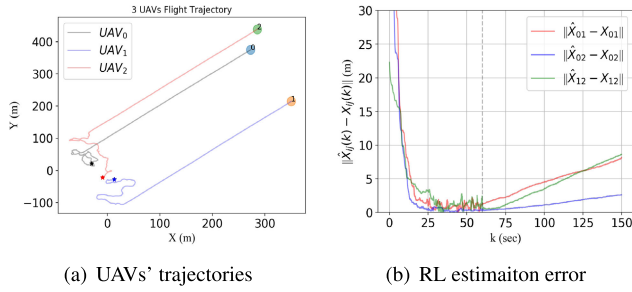 3 UAVs Flight Trajectory
UAV₀
UAV₁
UAV₂
2
0
1
400
300
200
100
0
−100
Y (m)
0 100 200 300
X (m)
(a) UAVs' trajectories
‖X̂₀₁ − X₀₁‖
‖X̂₀₂ − X₀₂‖
‖X̂₁₂ − X₁₂‖
30
25
20
15
10
5
0
‖X̂ᵢⱼ(k) − Xᵢⱼ(k)‖ (m)
0 25 50 75 100 125 150
k (sec)
(b) RL estimaiton error